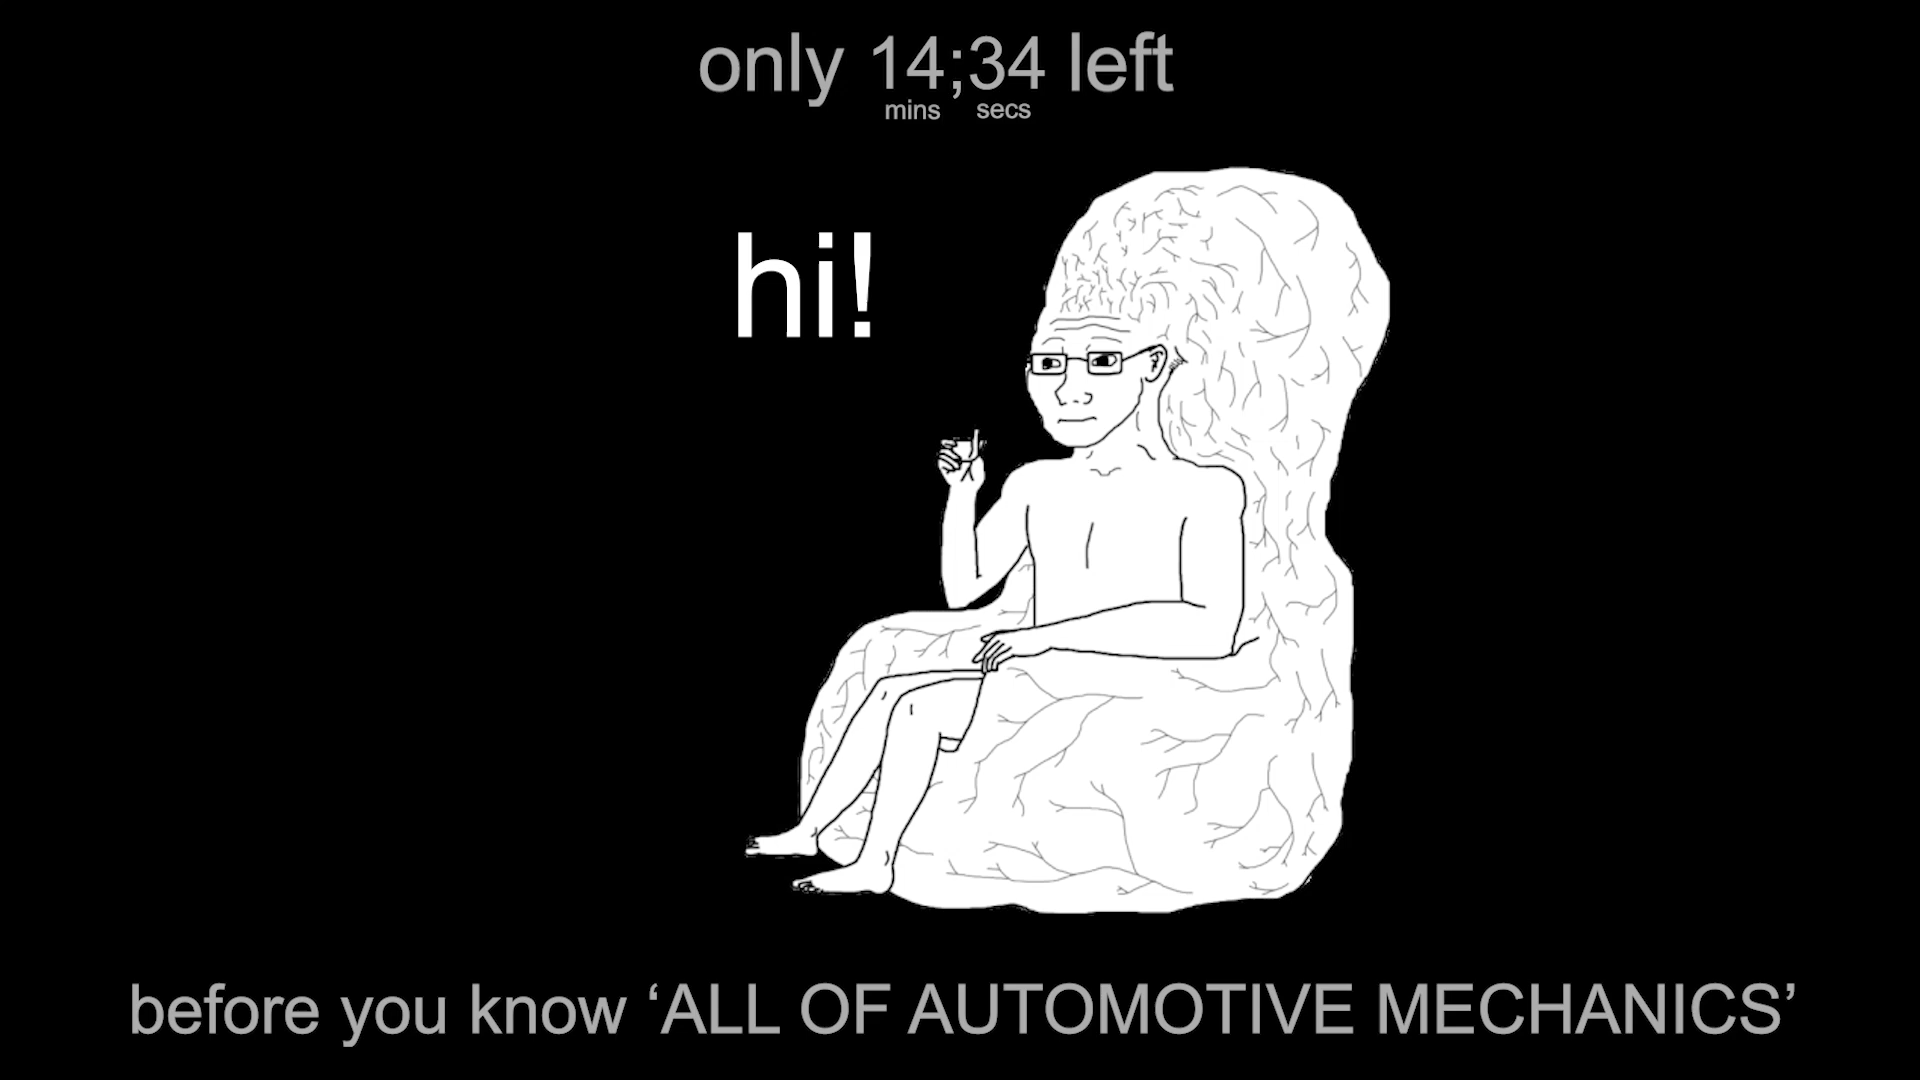 only 14;34 left
mins secs
hi!
before you know ‘ALL OF AUTOMOTIVE MECHANICS’